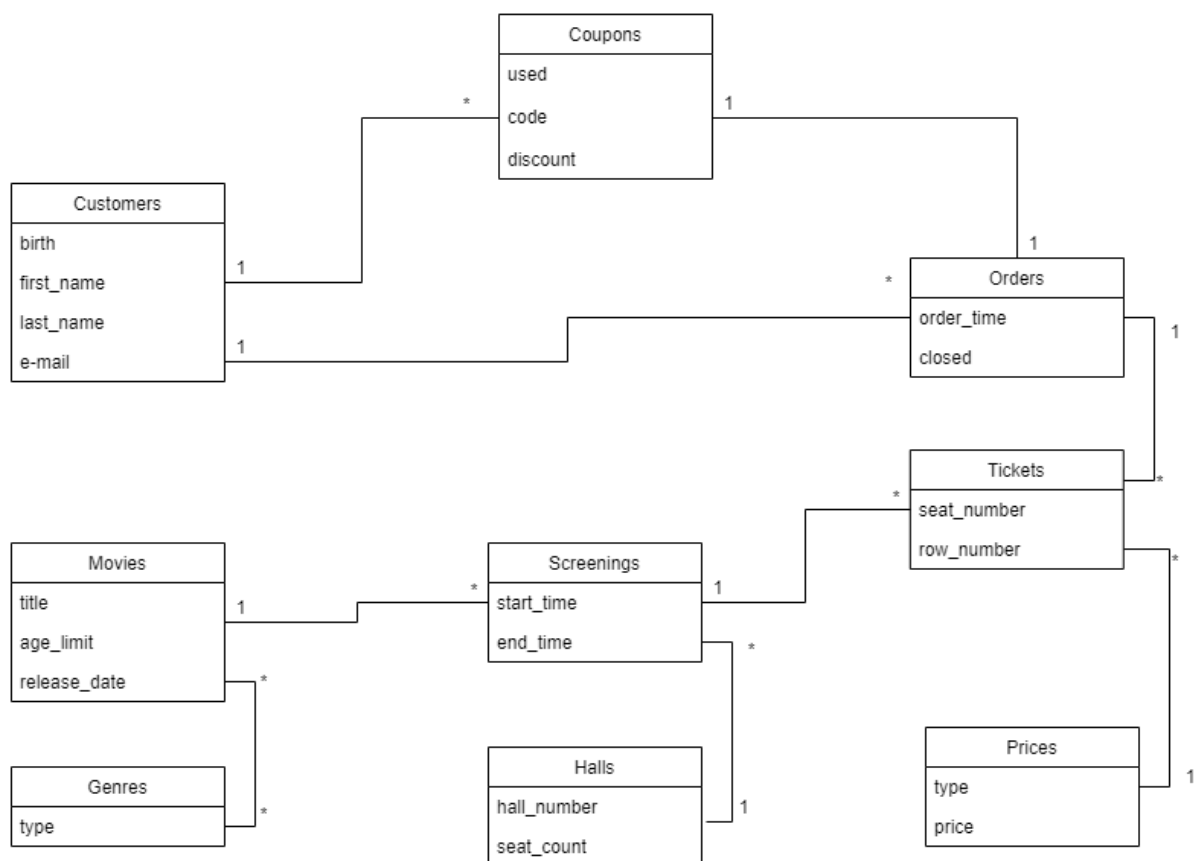 Coupons
used
code
discount
*
1
Customers
birth
first_name
last_name
e-mail
1
1
1
*
Orders
order_time
closed
1
*
Tickets
seat_number
row_number
*
*
Movies
title
age_limit
release_date
1
*
*
*
Screenings
start_time
end_time
1
*
Genres
type
Halls
hall_number
seat_count
1
Prices
type
price
1